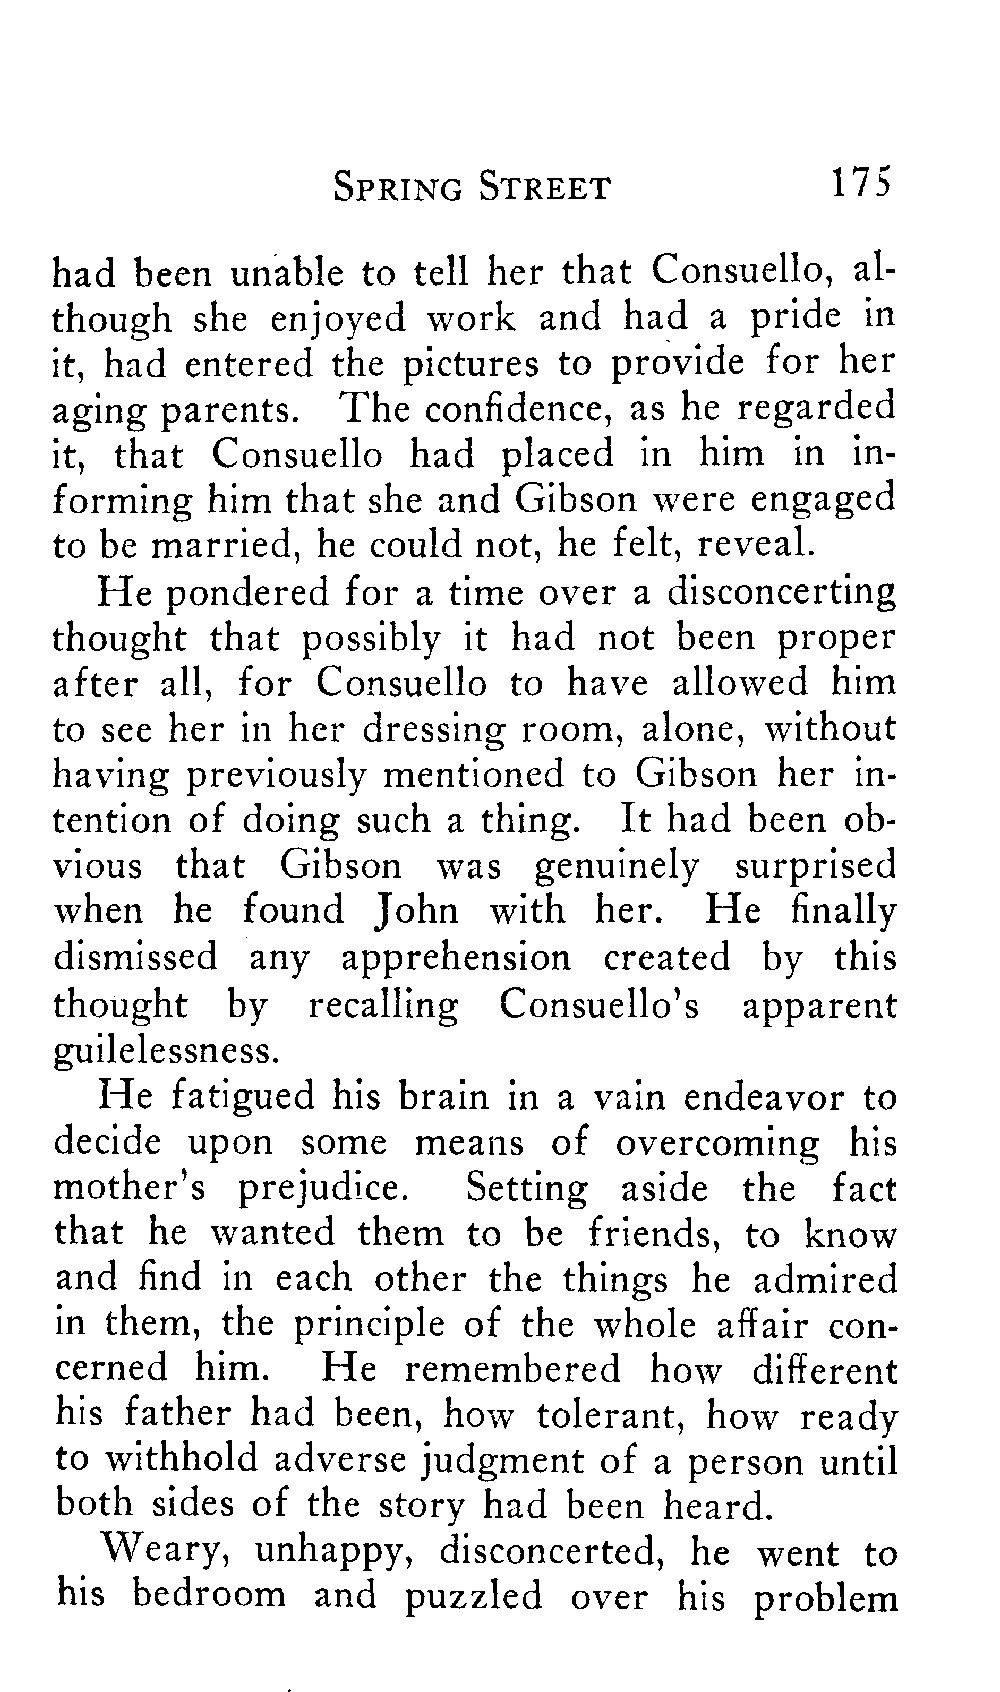 SPRING STREET 175
had been unable to tell her that Consuello, al-
though she enjoyed work and had a pride in
it, had entered the pictures to provide for her
aging parents. The confidence, as he regarded
it, that Consuello had placed in him in in-
forming him that she and Gibson were engaged
to be married, he could not, he felt, reveal.
He pondered for a time over a disconcerting
thought that possibly it had not been proper
after all, for Consuello to have allowed him
to see her in her dressing room, alone, without
having previously mentioned to Gibson her in-
tention of doing such a thing. It had been ob-
vious that Gibson was genuinely surprised
when he found John with her. He finally
dismissed any apprehension created by this
thought by recalling Consuello's apparent
guilelessness.
He fatigued his brain in a vain endeavor to
decide upon some means of overcoming his
mother's prejudice. Setting aside the fact
that he wanted them to be friends, to know
and find in each other the things he admired
in them, the principle of the whole affair con-
cerned him. He remembered how different
his father had been, how tolerant, how ready
to withhold adverse judgment of a person until
both sides of the story had been heard.
Weary, unhappy, disconcerted, he went to
his bedroom and puzzled over his problem